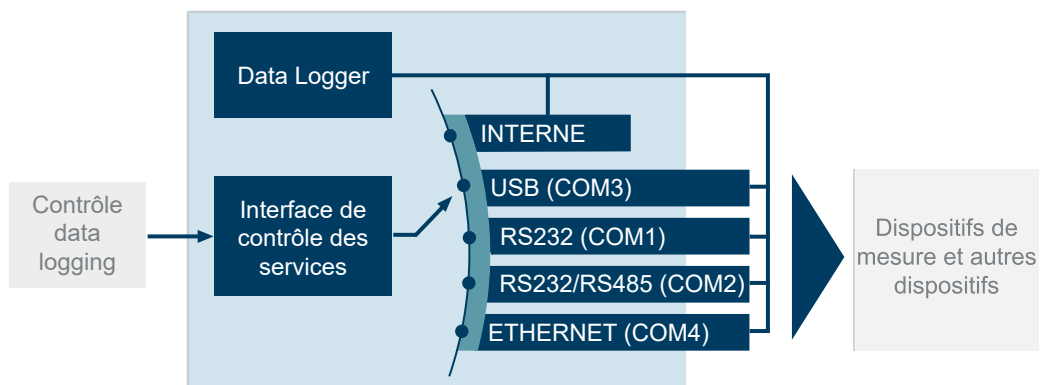 Data Logger
INTERNE
USB (COM3)
Contrôle
data
logging
Interface de
contrôle des
services
RS232 (COM1)
RS232/RS485 (COM2)
ETHERNET (COM4)
Dispositifs de
mesure et autres
dispositifs